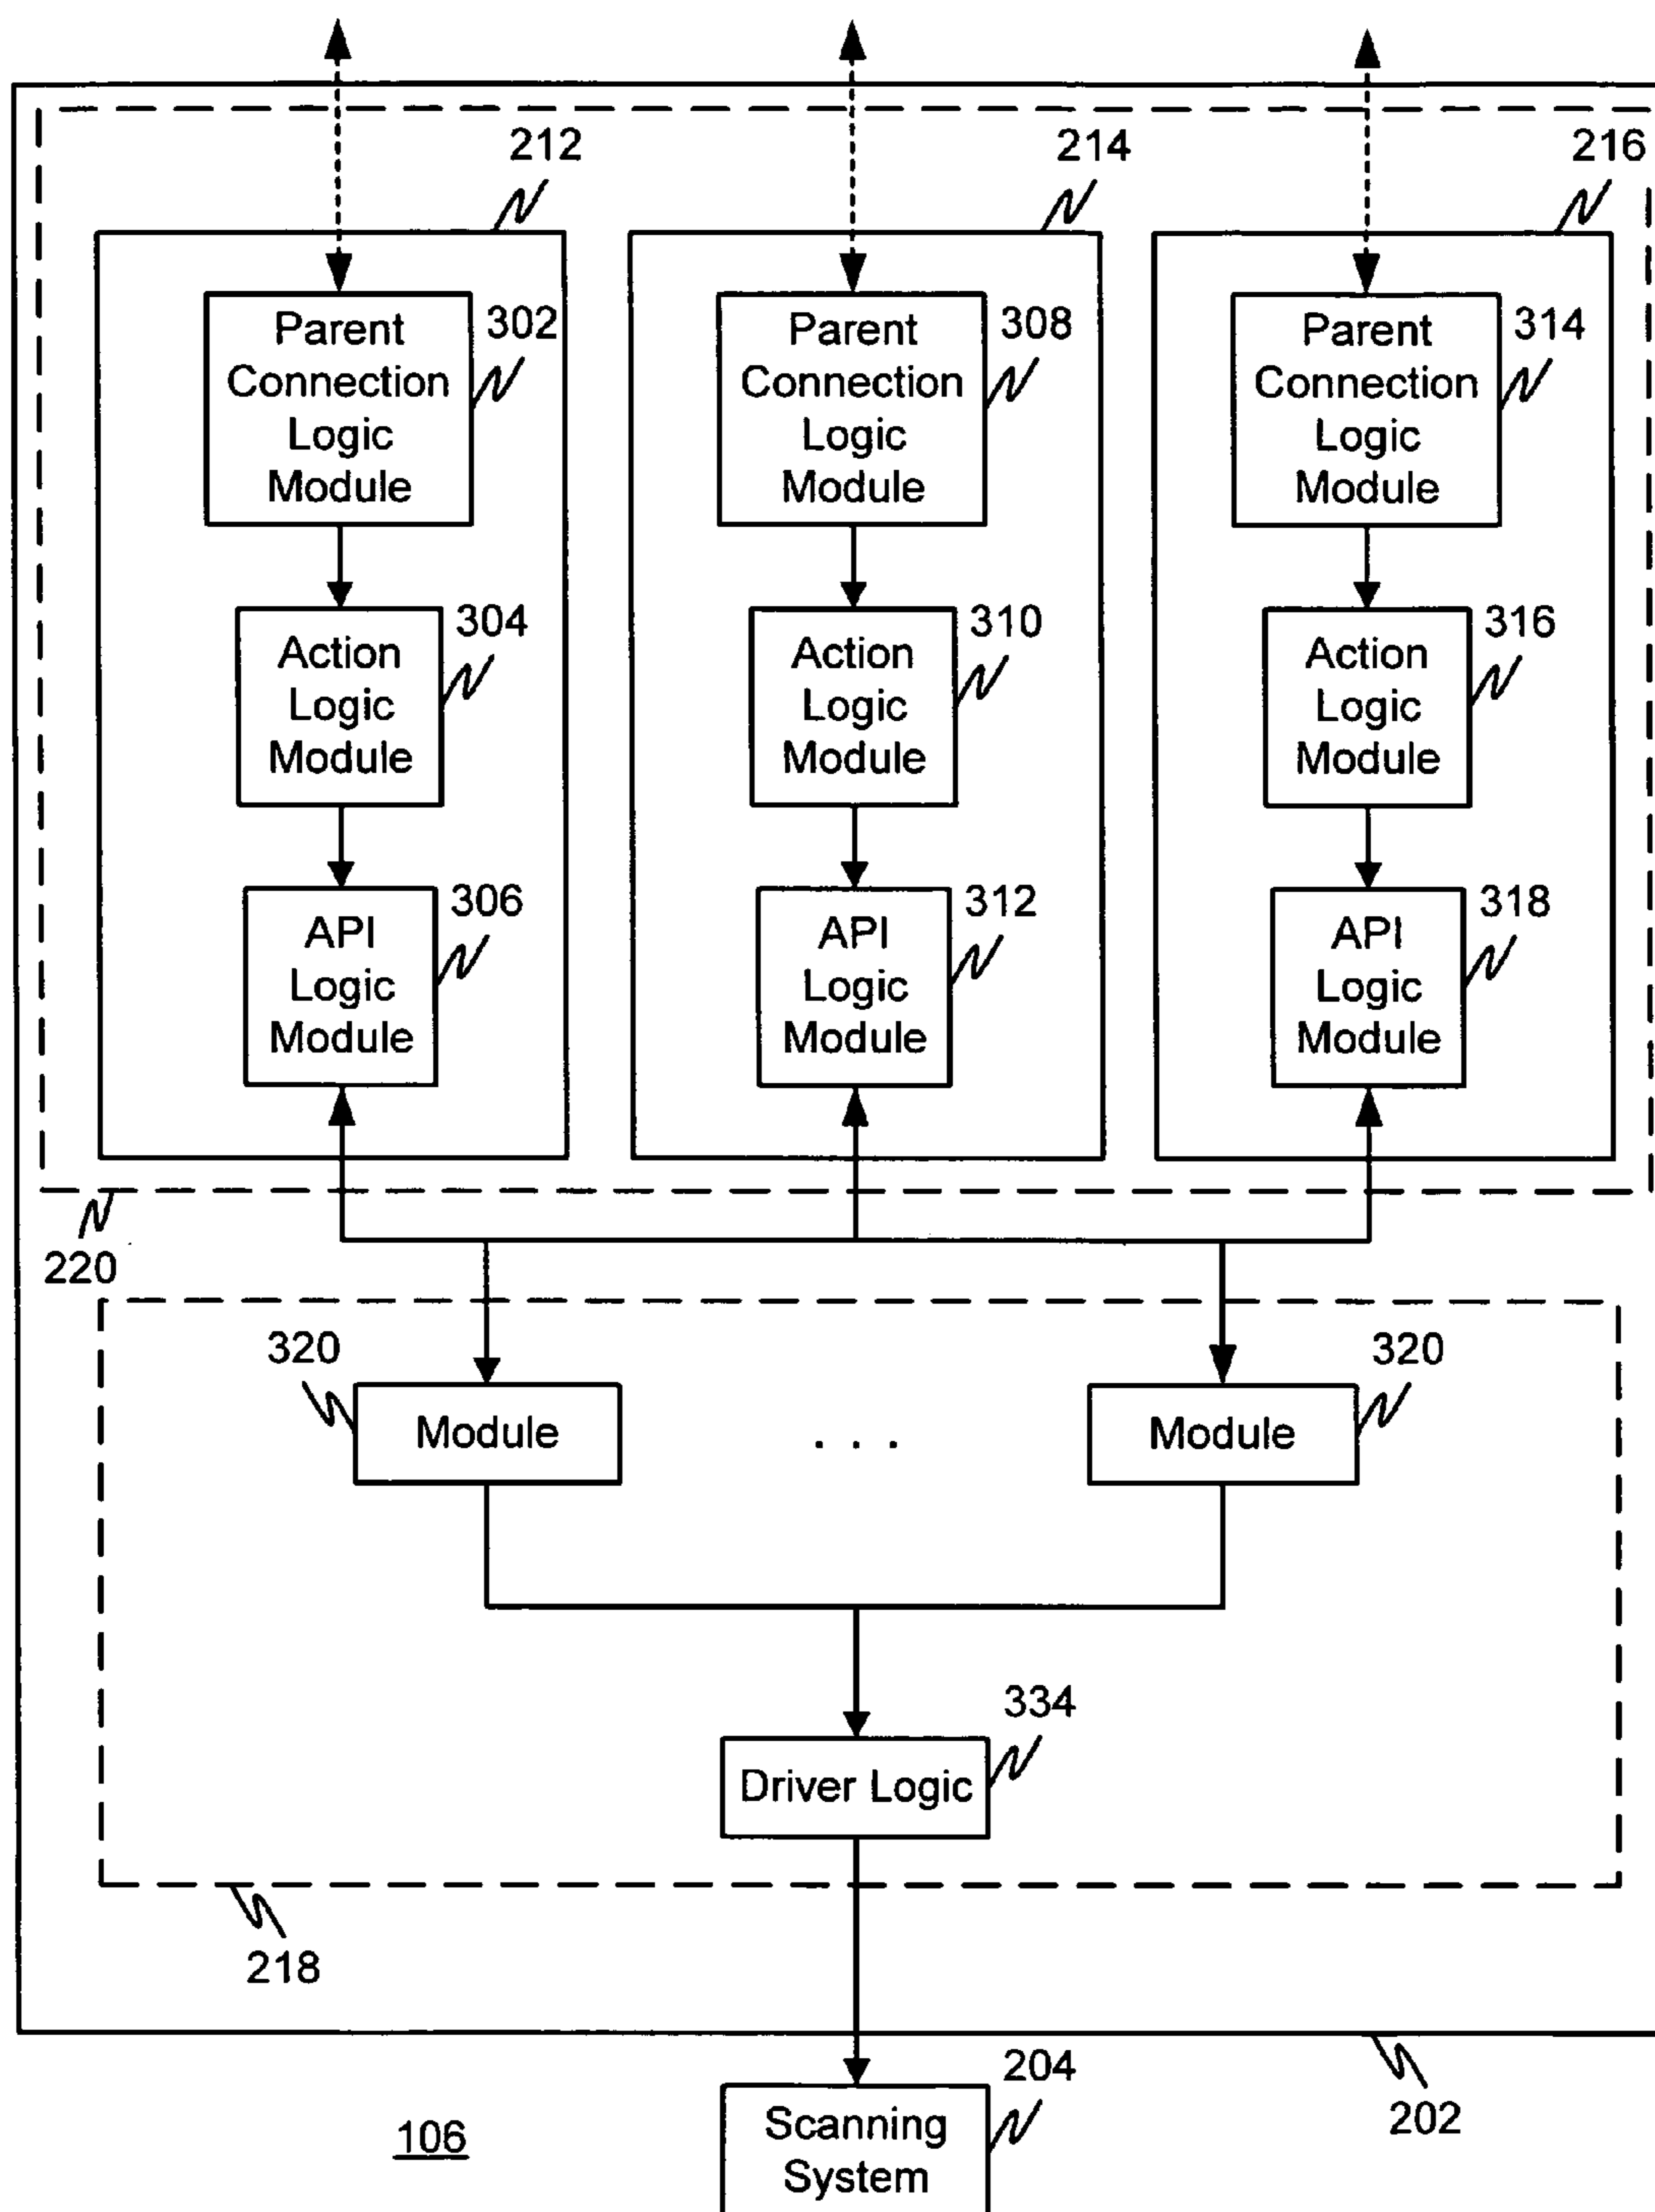 212
214
216
Parent
Connection
Logic
Module
302
Parent
Connection
Logic
Module
308
Parent
Connection
Logic
Module
314
Action
Logic
Module
304
Action
Logic
Module
310
Action
Logic
Module
316
API
Logic
Module
306
API
Logic
Module
312
API
Logic
Module
318
220
320
Module
. . .
Module
320
334
Driver Logic
218
204
Scanning
System
202
106